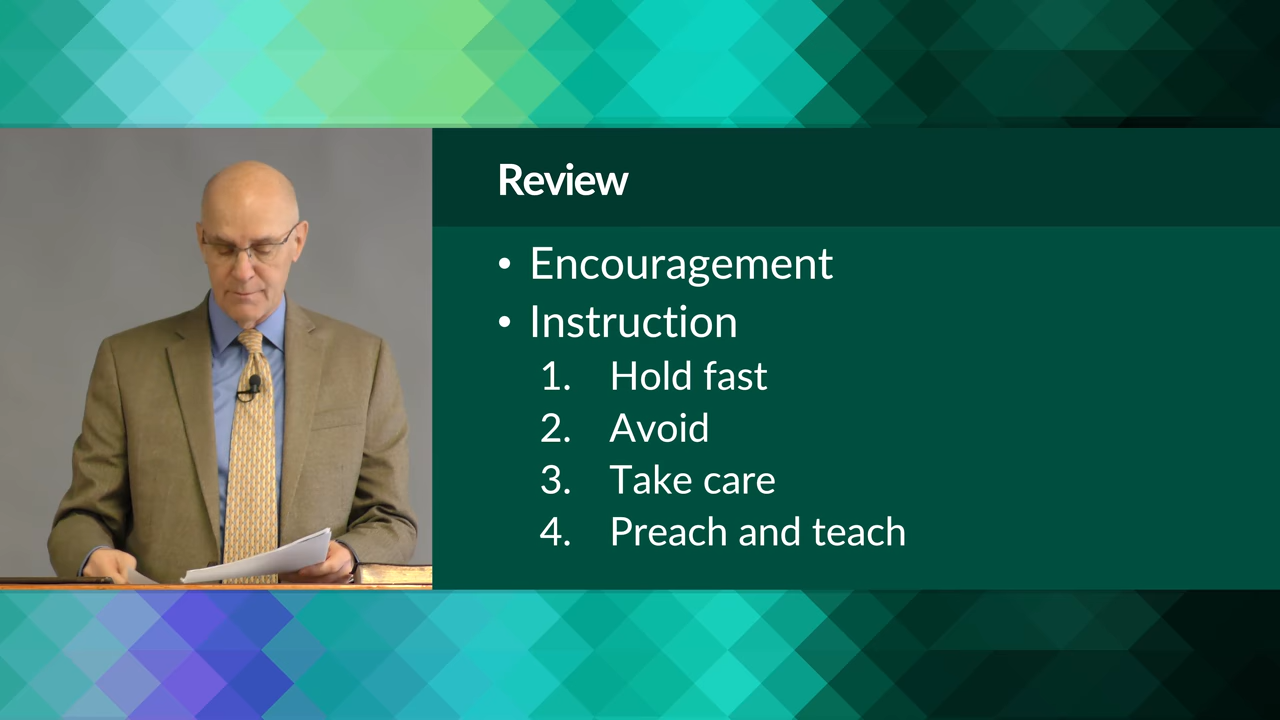 Review
• Encouragement
• Instruction
1. Hold fast
2. Avoid
3. Take care
4. Preach and teach